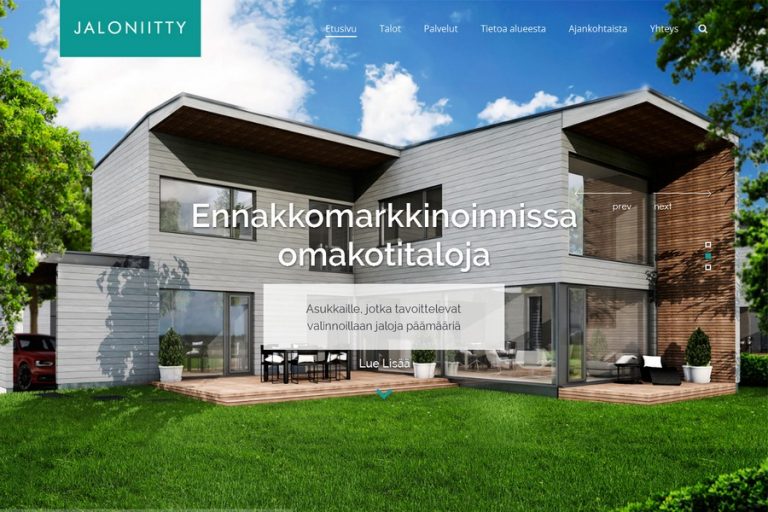 JALONIITTY
Etusivu Talot Palvelut Tietoa alueesta Ajankohtaista Yhteys
prev next
Ennakkomarkkinoinnissa
omakotitaloja
Asukkaille, jotka tavoittelevat
valinnoillaan jaloja päämääriä
Lue Lisää